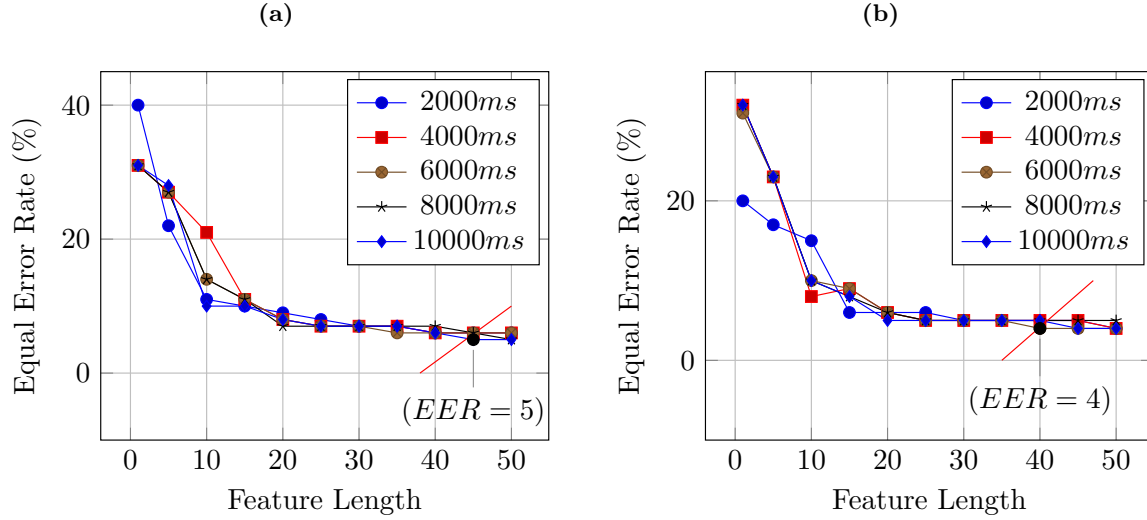 (a)
Equal Error Rate (%)
40
20
0
2000ms
4000ms
6000ms
8000ms
10000ms
(EER = 5)
0 10 20 30 40 50
Feature Length
(b)
Equal Error Rate (%)
20
0
2000ms
4000ms
6000ms
8000ms
10000ms
(EER = 4)
0 10 20 30 40 50
Feature Length